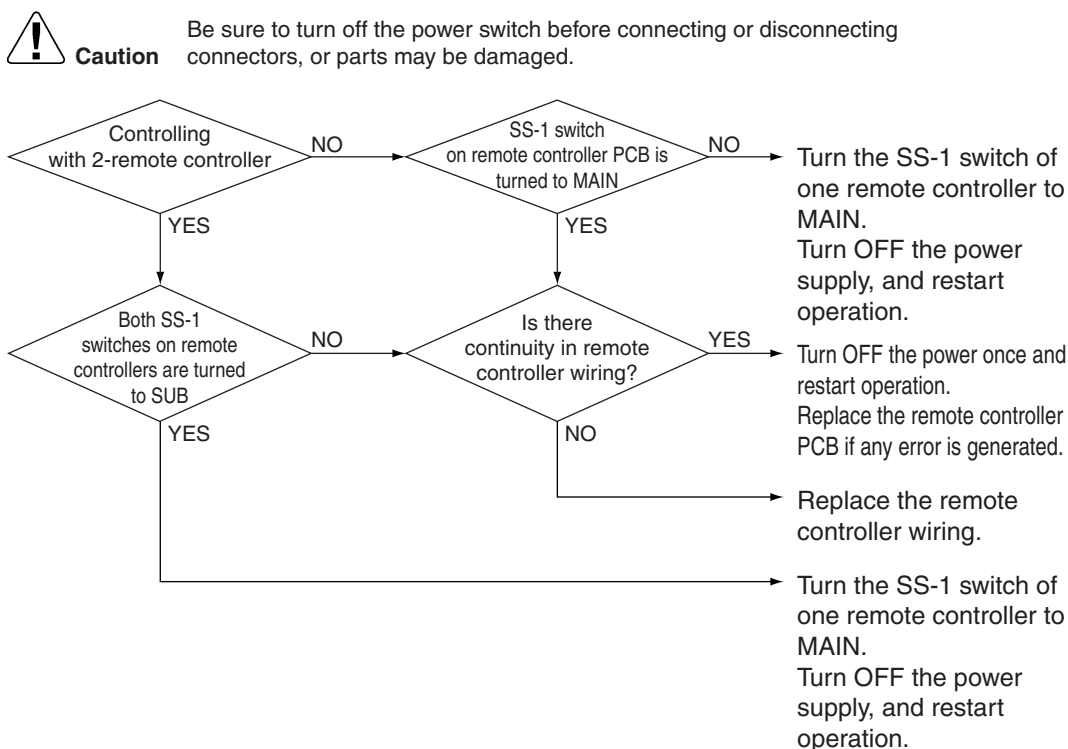 Be sure to turn off the power switch before connecting or disconnecting
Caution connectors, or parts may be damaged.
Controlling
with 2-remote controller
NO
YES
SS-1 switch
on remote controller PCB is
turned to MAIN
NO
YES
Turn the SS-1 switch of
one remote controller to
MAIN.
Turn OFF the power
supply, and restart
operation.
Both SS-1
switches on remote
controllers are turned
to SUB
NO
YES
Is there
continuity in remote
controller wiring?
YES
NO
Turn OFF the power once and
restart operation.
Replace the remote controller
PCB if any error is generated.
Replace the remote
controller wiring.
Turn the SS-1 switch of
one remote controller to
MAIN.
Turn OFF the power
supply, and restart
operation.